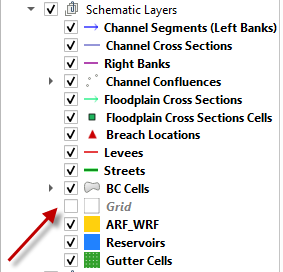 Schematic Layers
Channel Segments (Left Banks)
Channel Cross Sections
Right Banks
Channel Confluences
Floodplain Cross Sections
Floodplain Cross Sections Cells
Breach Locations
Levees
Streets
BC Cells
Grid
ARF_WRF
Reservoirs
Gutter Cells